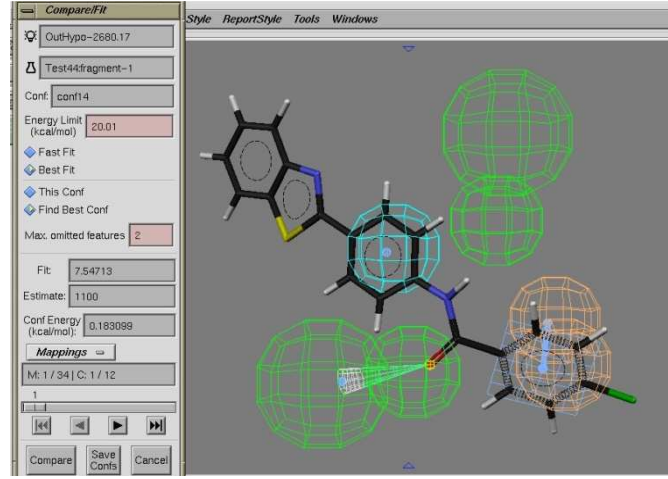 Compare/Fit
Style ReportStyle Tools Windows
OutHypo-2680.17
Test44:fragment-1
Conf: conf14
Energy Limit (kcal/mol) 20.01
Fast Fit
Best Fit
This Conf
Find Best Conf
Max. omitted features 2
Fit: 7.54713
Estimate: 1100
Conf Energy (kcal/mol): 0.183099
Mappings
M: 1 / 34 | C: 1 / 12
1
Compare
Save Confs
Cancel